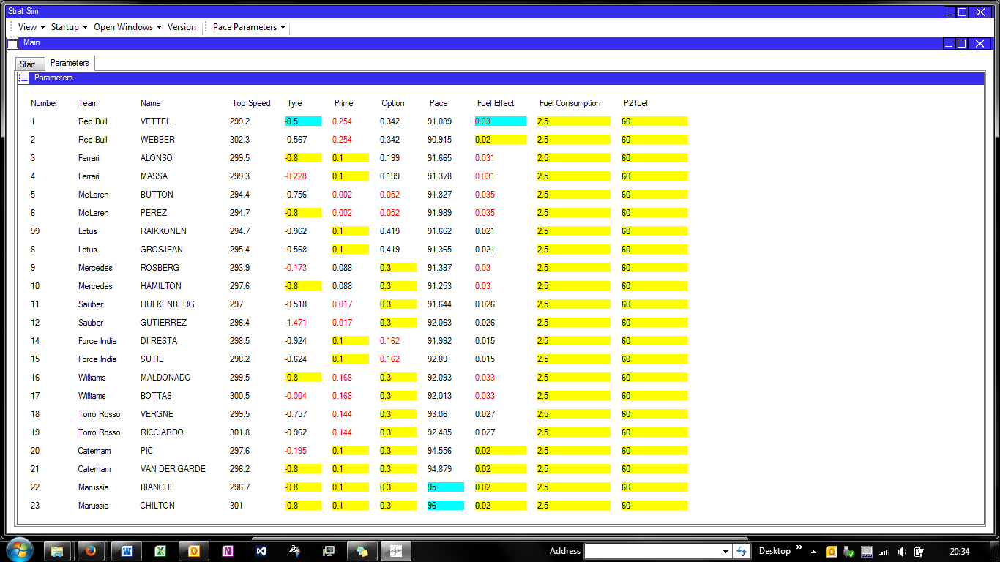 Strat Sim
View Startup Open Windows Version Pace Parameters
Main
Start Parameters
Parameters
Number Team Name Top Speed Tyre Prime Option Pace Fuel Effect Fuel Consumption P2 fuel
1 Red Bull VETTEL 299.2 -0.5 0.254 0.342 91.089 0.03 2.5 60
2 Red Bull WEBBER 302.3 -0.567 0.254 0.342 90.915 0.02 2.5 60
3 Ferrari ALONSO 299.5 -0.8 0.1 0.199 91.665 0.031 2.5 60
4 Ferrari MASSA 299.3 -0.228 0.1 0.199 91.378 0.031 2.5 60
5 McLaren BUTTON 294.4 -0.756 0.002 0.052 91.827 0.035 2.5 60
6 McLaren PEREZ 294.7 -0.8 0.002 0.052 91.989 0.035 2.5 60
99 Lotus RAIKKONEN 294.7 -0.962 0.1 0.419 91.662 0.021 2.5 60
8 Lotus GROSJEAN 295.4 -0.568 0.1 0.419 91.365 0.021 2.5 60
9 Mercedes ROSBERG 293.9 -0.173 0.088 0.3 91.397 0.03 2.5 60
10 Mercedes HAMILTON 297.6 -0.8 0.088 0.3 91.253 0.03 2.5 60
11 Sauber HULKENBERG 297 -0.518 0.017 0.3 91.644 0.026 2.5 60
12 Sauber GUTIERREZ 296.4 -1.471 0.017 0.3 92.063 0.026 2.5 60
14 Force India DI RESTA 298.5 -0.924 0.1 0.162 91.992 0.015 2.5 60
15 Force India SUTIL 298.2 -0.624 0.1 0.162 92.89 0.015 2.5 60
16 Williams MALDONADO 299.5 -0.8 0.168 0.3 92.093 0.033 2.5 60
17 Williams BOTTAS 300.5 -0.004 0.168 0.3 92.013 0.033 2.5 60
18 Torro Rosso VERGNE 299.5 -0.757 0.144 0.3 93.06 0.027 2.5 60
19 Torro Rosso RICCIARDO 301.8 -0.962 0.144 0.3 92.485 0.027 2.5 60
20 Caterham PIC 297.6 -0.195 0.1 0.3 94.556 0.02 2.5 60
21 Caterham VAN DER GARDE 296.2 -0.8 0.1 0.3 94.879 0.02 2.5 60
22 Marussia BIANCHI 296.7 -0.8 0.1 0.3 95 0.02 2.5 60
23 Marussia CHILTON 301 -0.8 0.1 0.3 96 0.02 2.5 60
Address Desktop 20:34